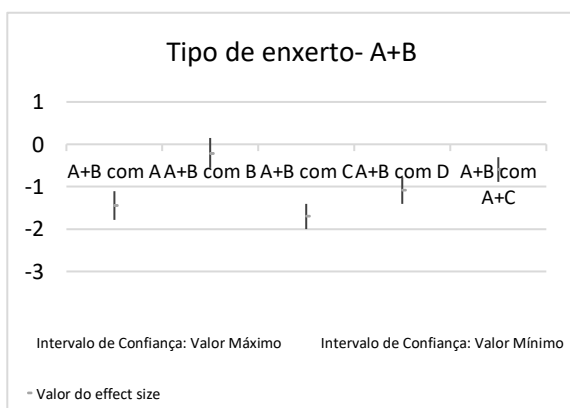 Tipo de enxerto- A+B
1
0
A+B com A A+B com B A+B com C A+B com D A+B com
-1
A+C
-2
-3
Intervalo de Confiança: Valor Máximo Intervalo de Confiança: Valor Mínimo
Valor do effect size